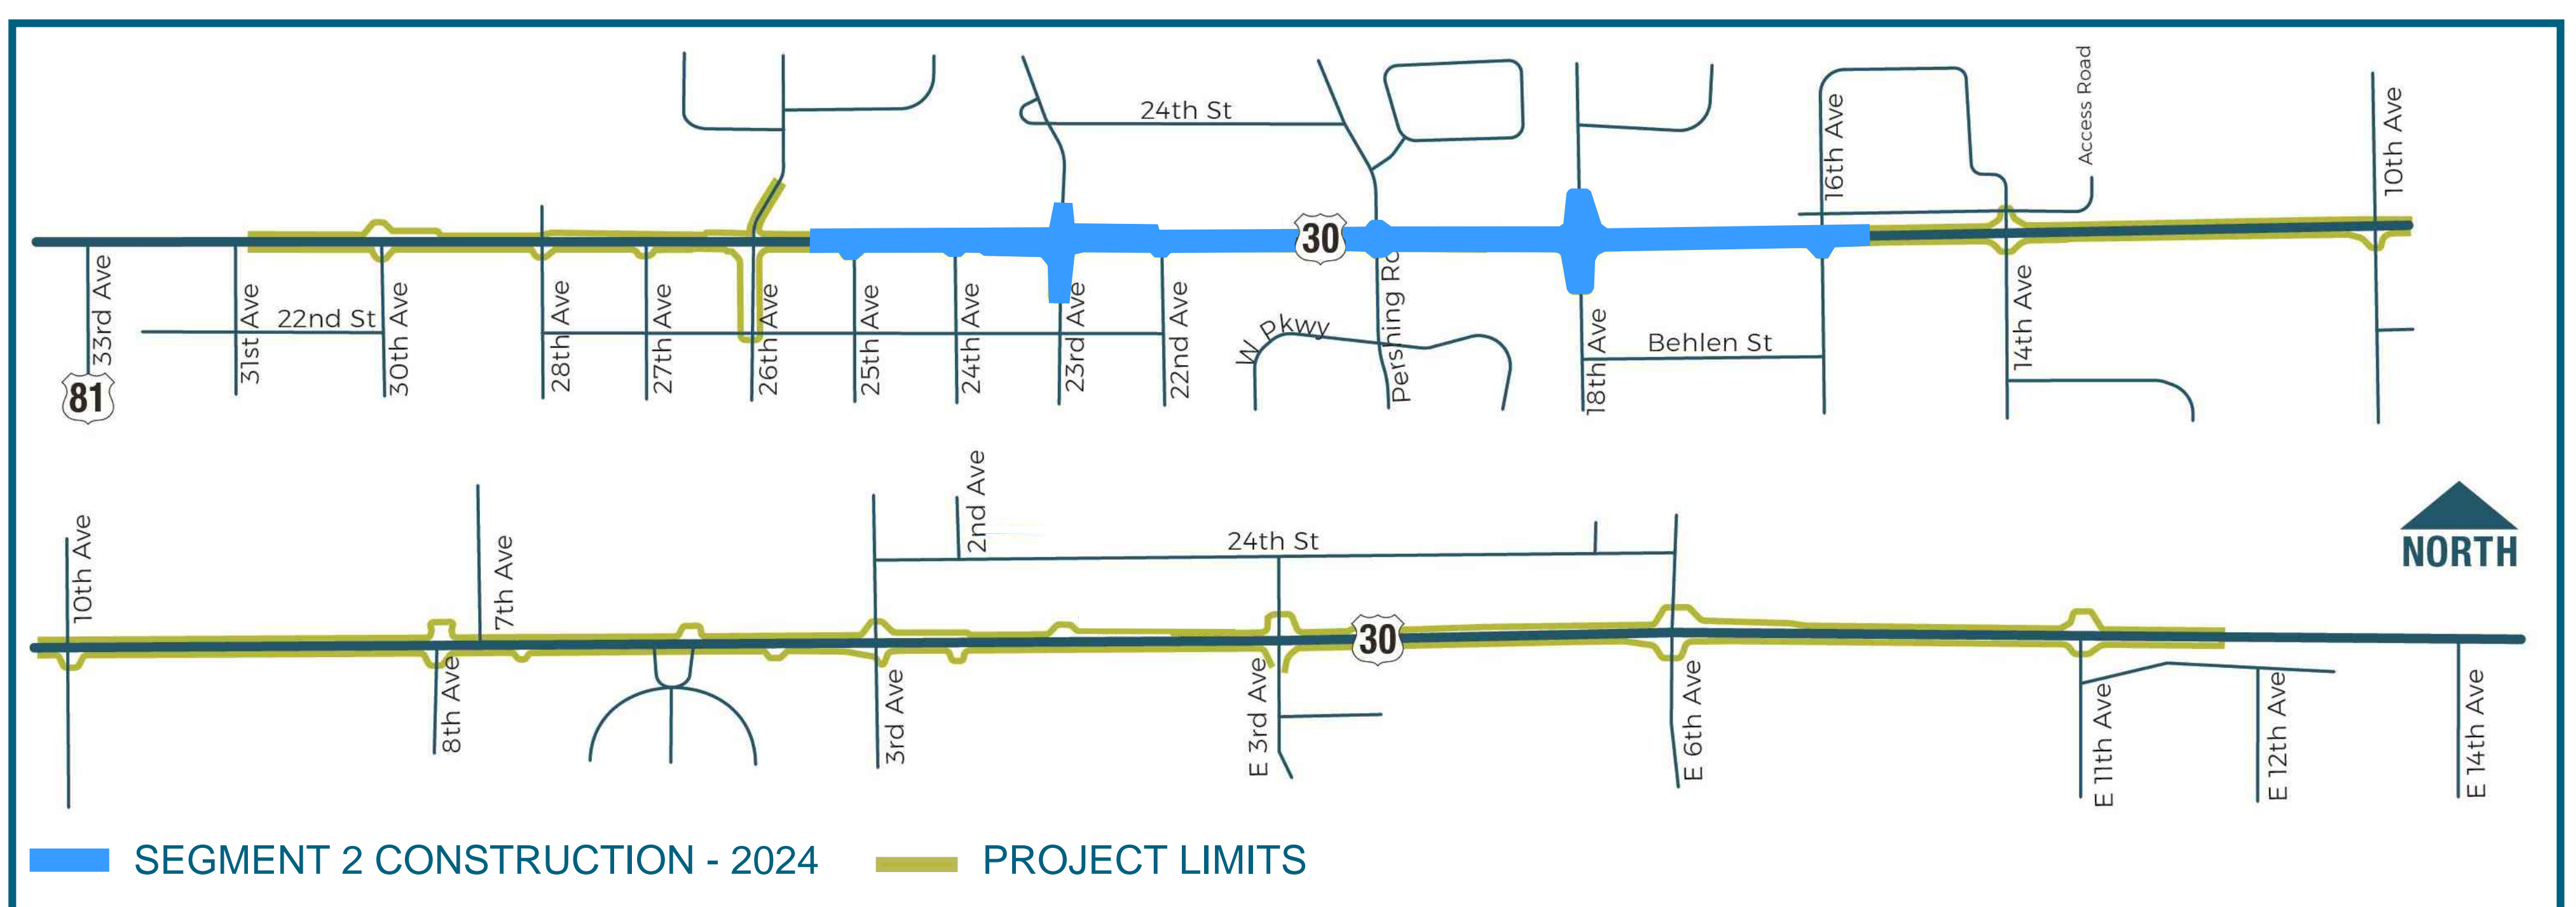 24th St
16th Ave
Access Road
10th Ave
30
33rd Ave
81
31st Ave
22nd St
30th Ave
28th Ave
27th Ave
26th Ave
25th Ave
24th Ave
23rd Ave
22nd Ave
W Pkwy
Pershing
18th Ave
Behlen St
14th Ave
10th Ave
7th Ave
2nd Ave
24th St
NORTH
8th Ave
3rd Ave
E 3rd Ave
30
E 6th Ave
E 11th Ave
E 12th Ave
E 14th Ave
SEGMENT 2 CONSTRUCTION - 2024
PROJECT LIMITS